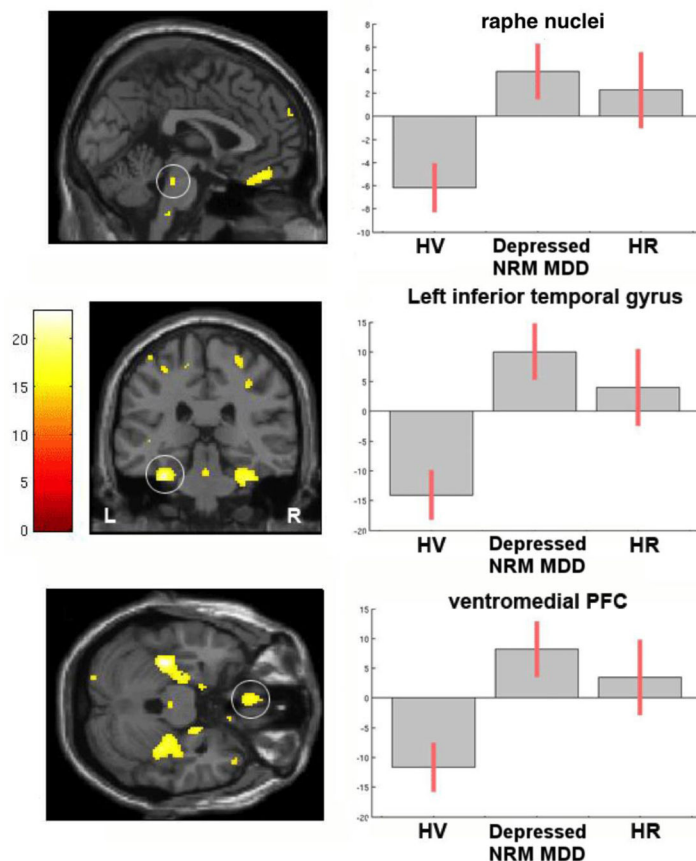 raphe nuclei
8
6
4
2
0
-2
-4
-6
-8
-10
HV
Depressed
NRM MDD
HR
Left inferior temporal gyrus
20
15
10
5
0
L
R
15
10
5
0
-5
-10
-15
-20
HV
Depressed
NRM MDD
HR
ventromedial PFC
15
10
5
0
-5
-10
-15
-20
HV
Depressed
NRM MDD
HR